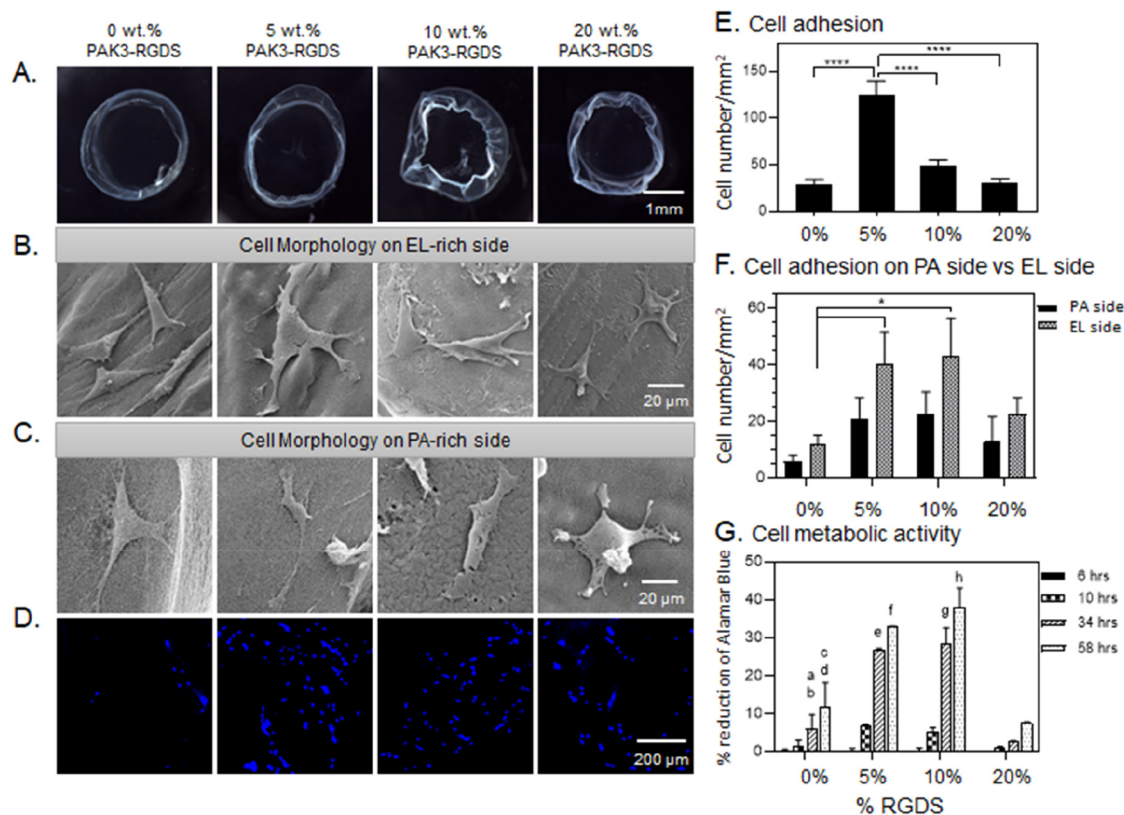 0 wt.% 5 wt.% 10 wt.% 20 wt.%
PAK3-RGDS PAK3-RGDS PAK3-RGDS PAK3-RGDS
A.
1mm
B.
Cell Morphology on EL-rich side
20 µm
C.
Cell Morphology on PA-rich side
20 µm
D.
200 µm
E. Cell adhesion
Cell number/mm²
150
100
50
0
**** **** ****
0% 5% 10% 20%
F. Cell adhesion on PA side vs EL side
Cell number/mm²
60
40
20
0
*
PA side
EL side
0% 5% 10% 20%
G. Cell metabolic activity
% reduction of Alamar Blue
50
40
30
20
10
0
a
b
c
d
e
f
g
h
6 hrs
10 hrs
34 hrs
58 hrs
0% 5% 10% 20%
% RGDS